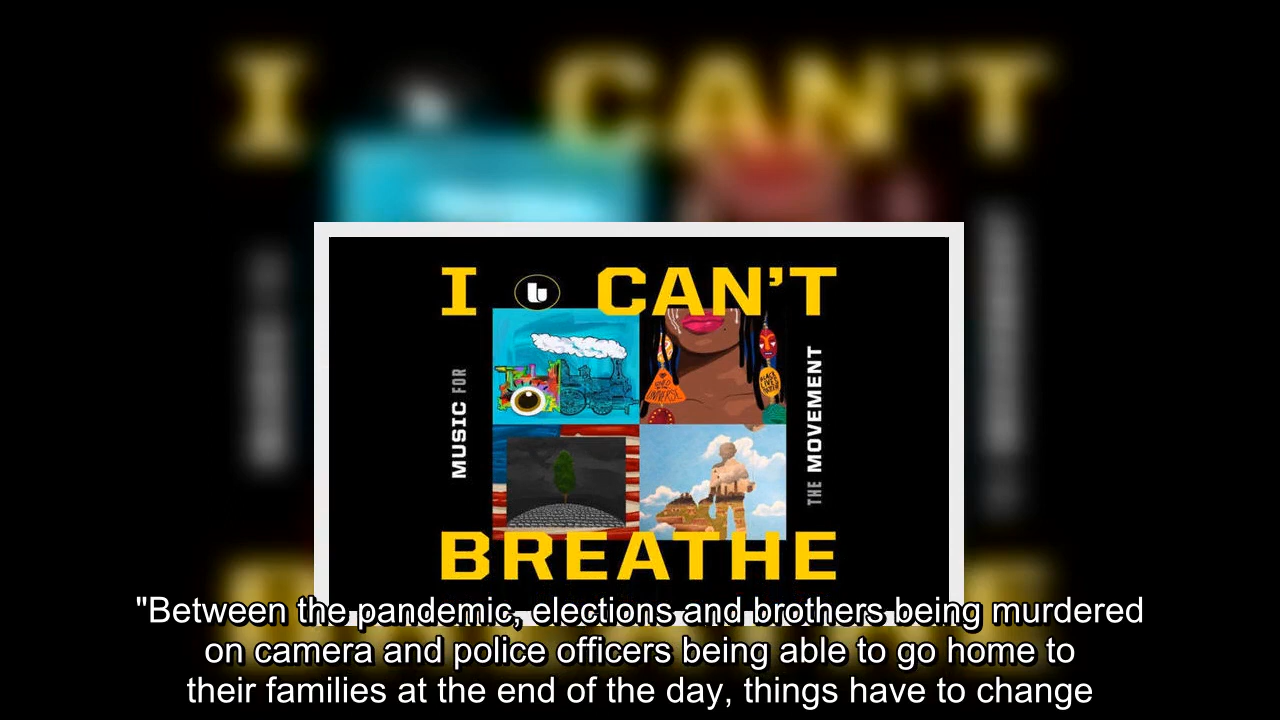 I CAN'T
MUSIC FOR
THE MOVEMENT
BREATHE
"Between the pandemic, elections and brothers being murdered
on camera and police officers being able to go home to
their families at the end of the day, things have to change